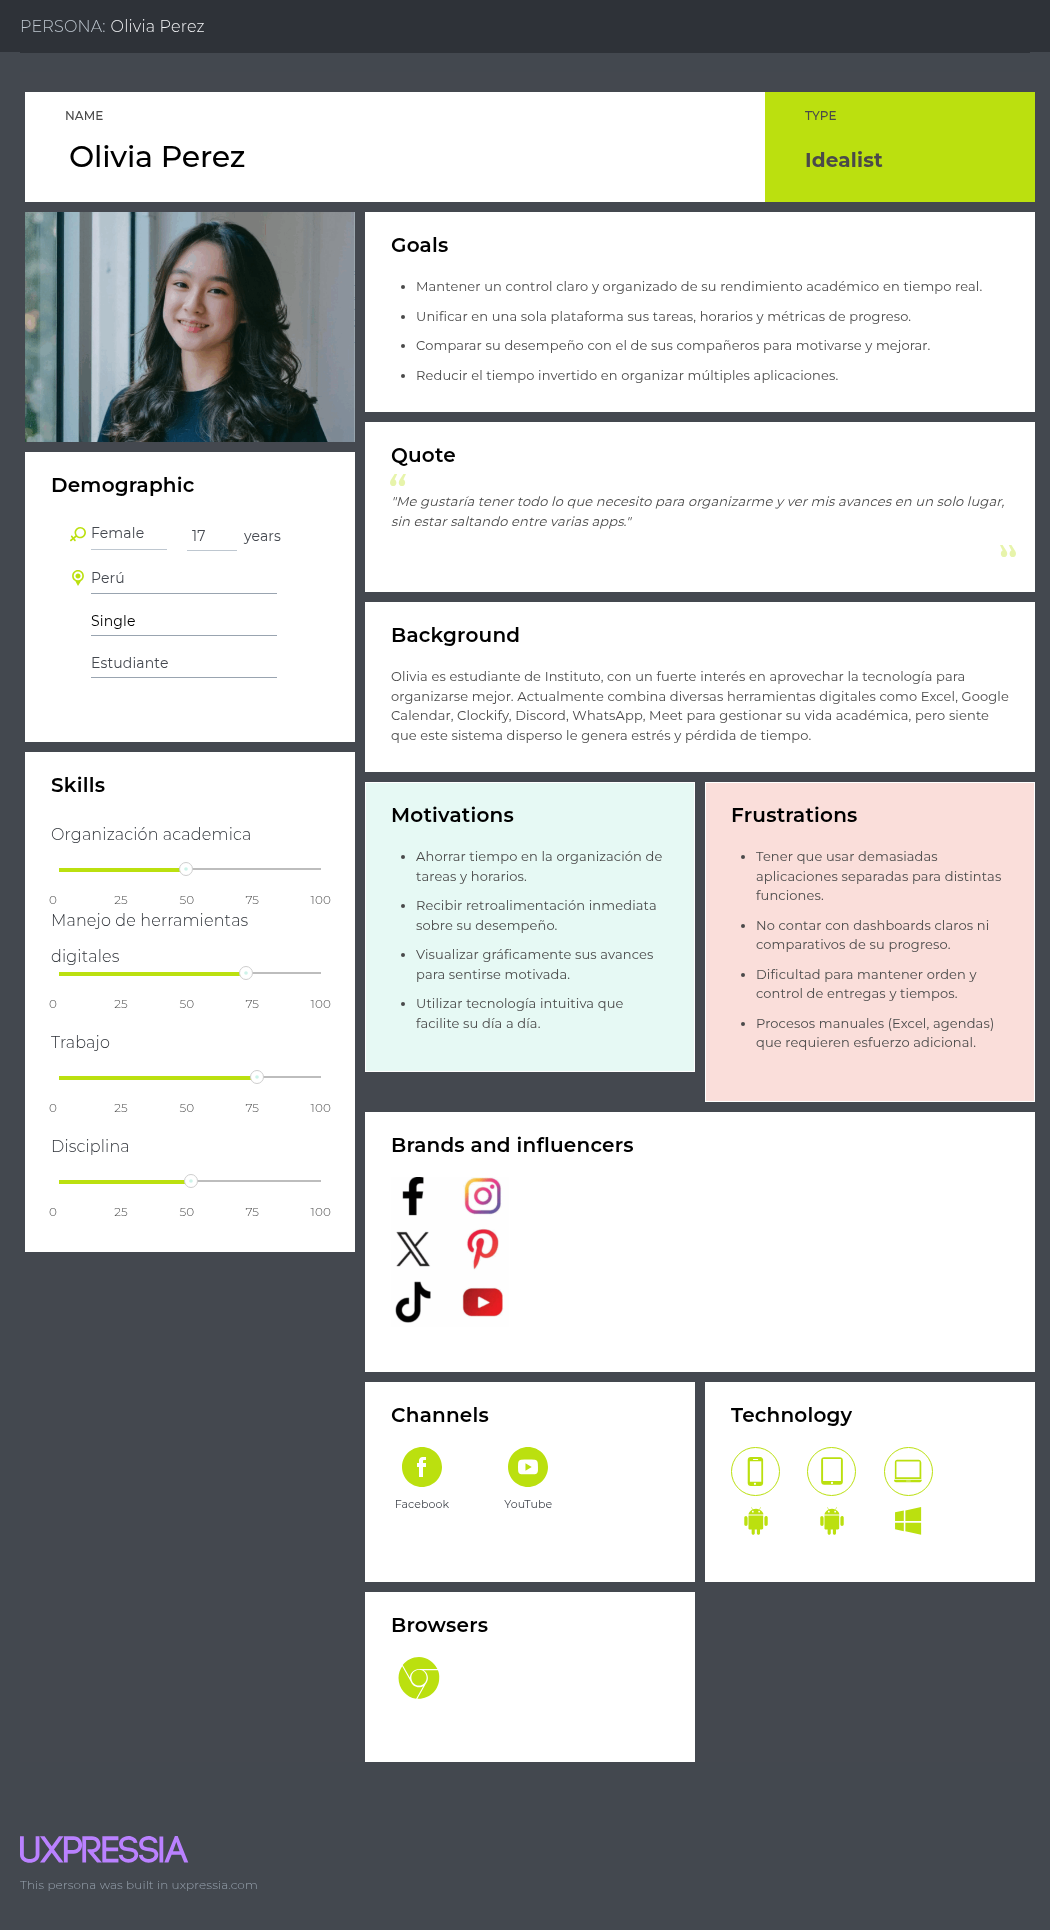 PERSONA: Olivia Perez
NAME
Olivia Perez
TYPE
Idealist
Goals
Mantener un control claro y organizado de su rendimiento académico en tiempo real.
Unificar en una sola plataforma sus tareas, horarios y métricas de progreso.
Comparar su desempeño con el de sus compañeros para motivarse y mejorar.
Reducir el tiempo invertido en organizar múltiples aplicaciones.
Demographic
Female
17 years
Perú
Single
Estudiante
Quote
"Me gustaría tener todo lo que necesito para organizarme y ver mis avances en un solo lugar,
sin estar saltando entre varias apps."
Background
Olivia es estudiante de Instituto, con un fuerte interés en aprovechar la tecnología para
organizarse mejor. Actualmente combina diversas herramientas digitales como Excel, Google
Calendar, Clockify, Discord, WhatsApp, Meet para gestionar su vida académica, pero siente
que este sistema disperso le genera estrés y pérdida de tiempo.
Skills
Organización academica
0 25 50 75 100
Manejo de herramientas
digitales
0 25 50 75 100
Trabajo
0 25 50 75 100
Disciplina
0 25 50 75 100
Motivations
Ahorrar tiempo en la organización de
tareas y horarios.
Recibir retroalimentación inmediata
sobre su desempeño.
Visualizar gráficamente sus avances
para sentirse motivada.
Utilizar tecnología intuitiva que
facilite su día a día.
Frustrations
Tener que usar demasiadas
aplicaciones separadas para distintas
funciones.
No contar con dashboards claros ni
comparativos de su progreso.
Dificultad para mantener orden y
control de entregas y tiempos.
Procesos manuales (Excel, agendas)
que requieren esfuerzo adicional.
Brands and influencers
Channels
Facebook
YouTube
Technology
Browsers
UXPRESSIA
This persona was built in uxpressia.com